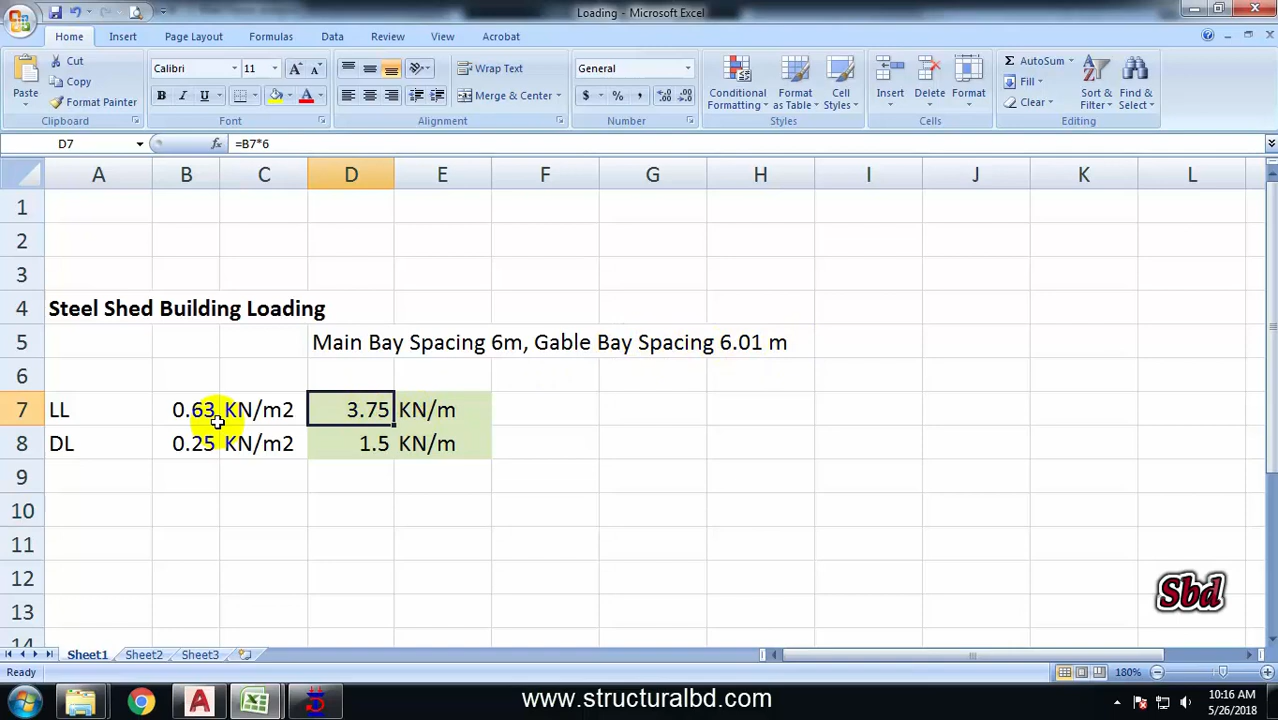 Loading - Microsoft Excel
Home Insert Page Layout Formulas Data Review View Acrobat
Paste
Cut
Copy
Format Painter
Clipboard
Calibri 11
B I U
Font
Wrap Text
Merge & Center
Alignment
General
$ % ,
Number
Conditional Formatting
Format as Table
Cell Styles
Styles
Insert Delete Format
Cells
Σ AutoSum
Fill
Clear
Sort & Filter
Find & Select
Editing
D7 fx =B7*6
A B C D E F G H I J K L
1
2
3
4 Steel Shed Building Loading
5 Main Bay Spacing 6m, Gable Bay Spacing 6.01 m
6
7 LL 0.63 KN/m2 3.75 KN/m
8 DL 0.25 KN/m2 1.5 KN/m
9
10
11
12
13
14
Sbd
Sheet1 Sheet2 Sheet3
Ready 180%
www.structuralbd.com
10:16 AM
5/26/2018